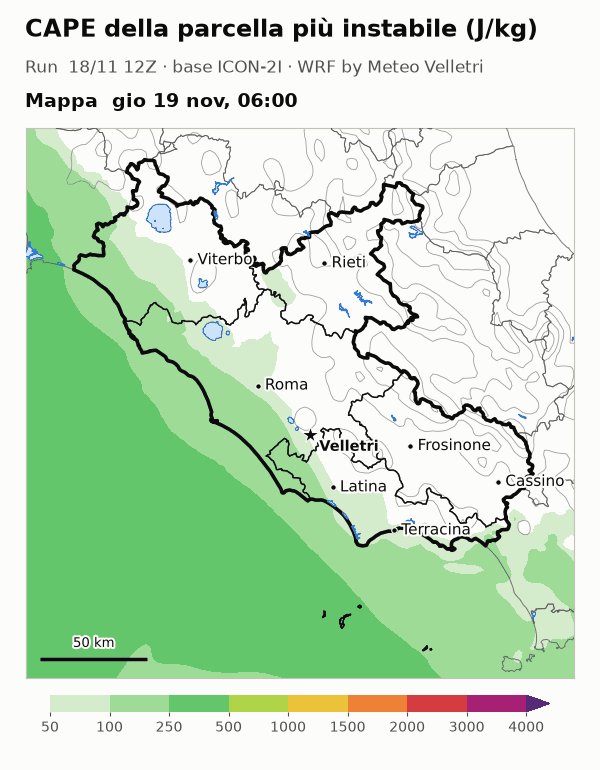 CAPE della parcella più instabile (J/kg)
Run  18/11 12Z · base ICON-2I · WRF by Meteo Velletri
Mappa  gio 19 nov, 06:00
Viterbo
Rieti
Roma
Velletri
Frosinone
Latina
Cassino
Terracina
50 km
50 100 250 500 1000 1500 2000 3000 4000